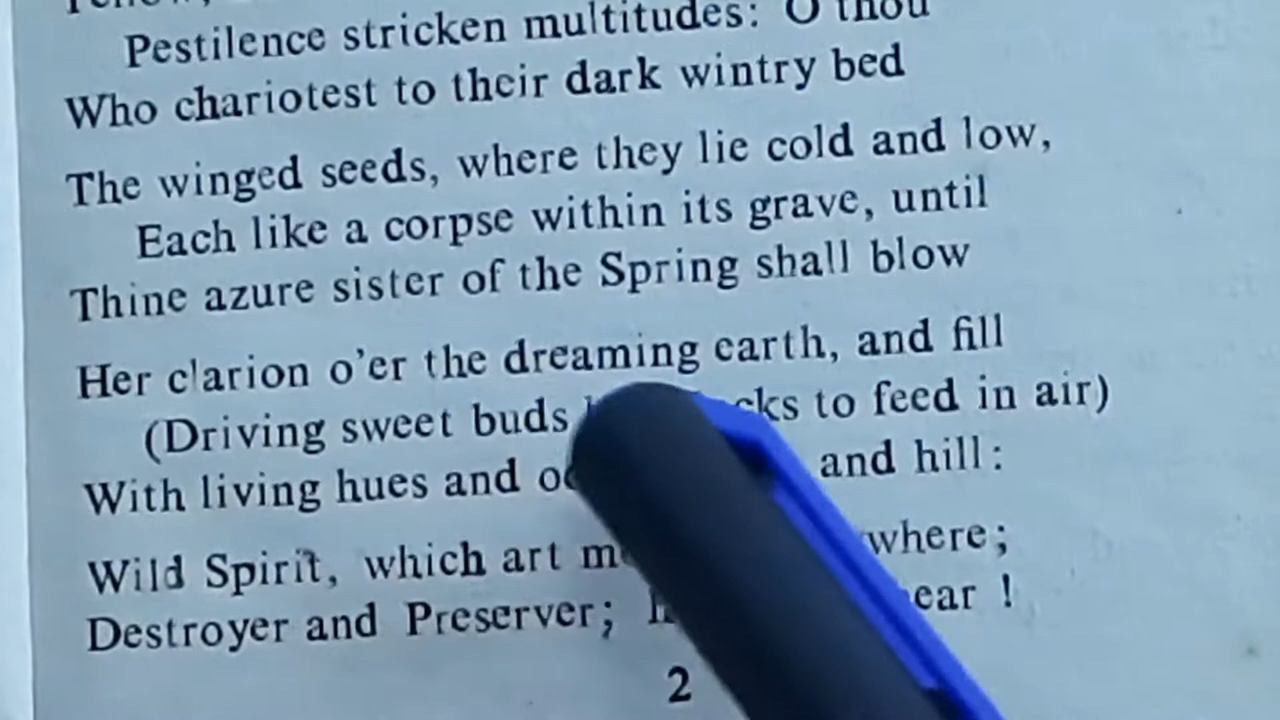 Pestilence stricken multitudes: O thou
Who chariotest to their dark wintry bed
The winged seeds, where they lie cold and low,
Each like a corpse within its grave, until
Thine azure sister of the Spring shall blow
Her clarion o'er the dreaming earth, and fill
(Driving sweet buds to feed in air)
With living hues and and hill:
Wild Spirit, which art
Destroyer and Preserver; !
2